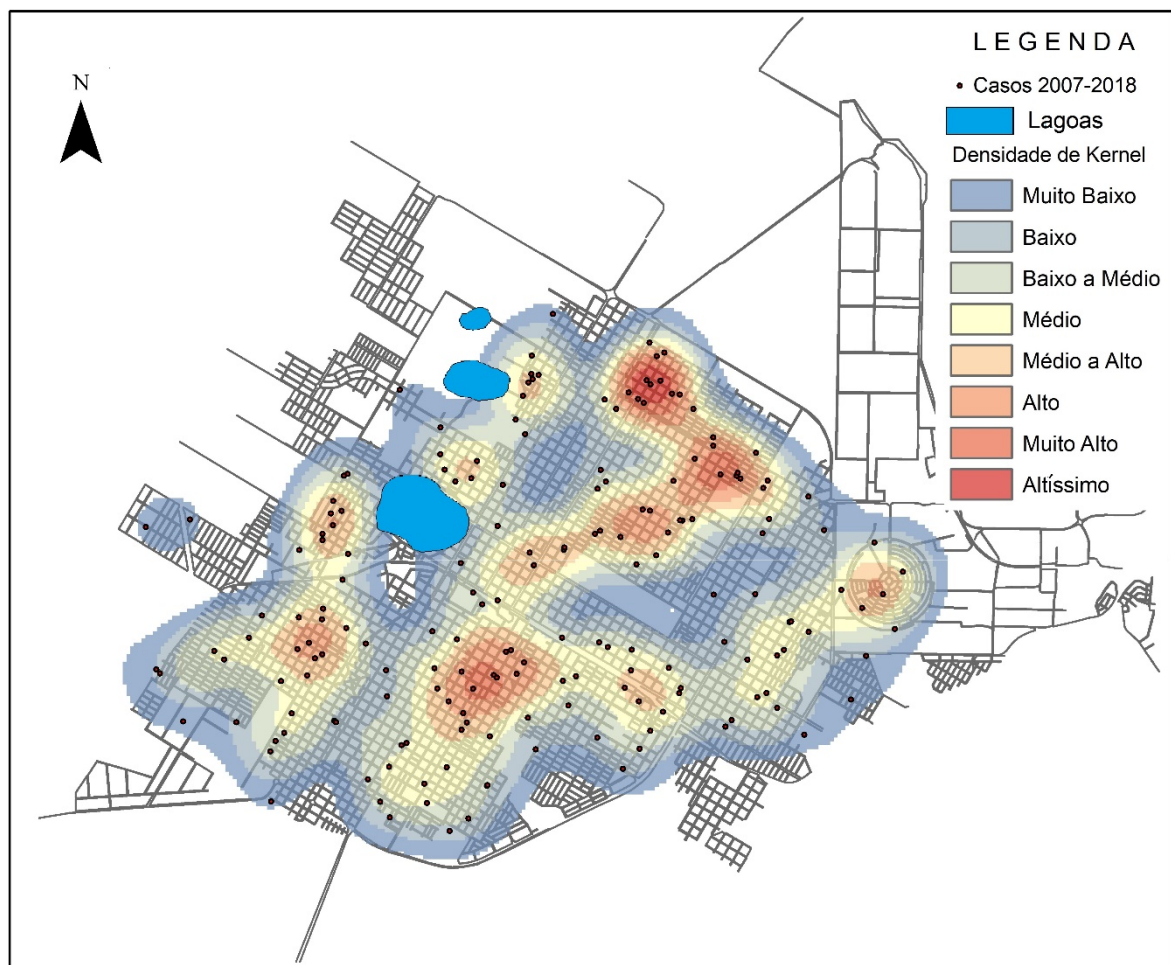 N
L E G E N D A
Casos 2007-2018
Lagoas
Densidade de Kernel
Muito Baixo
Baixo
Baixo a Médio
Médio
Médio a Alto
Alto
Muito Alto
Altíssimo